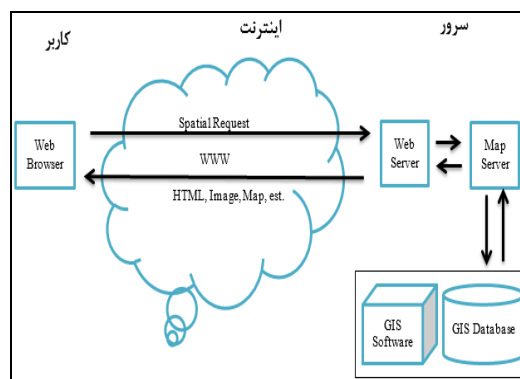 کاربر
اینترنت
سرور
Spatial Request
Web
Browser
WWW
Web
Server
Map
Server
HTML, Image, Map, est.
GIS
Software
GIS Database